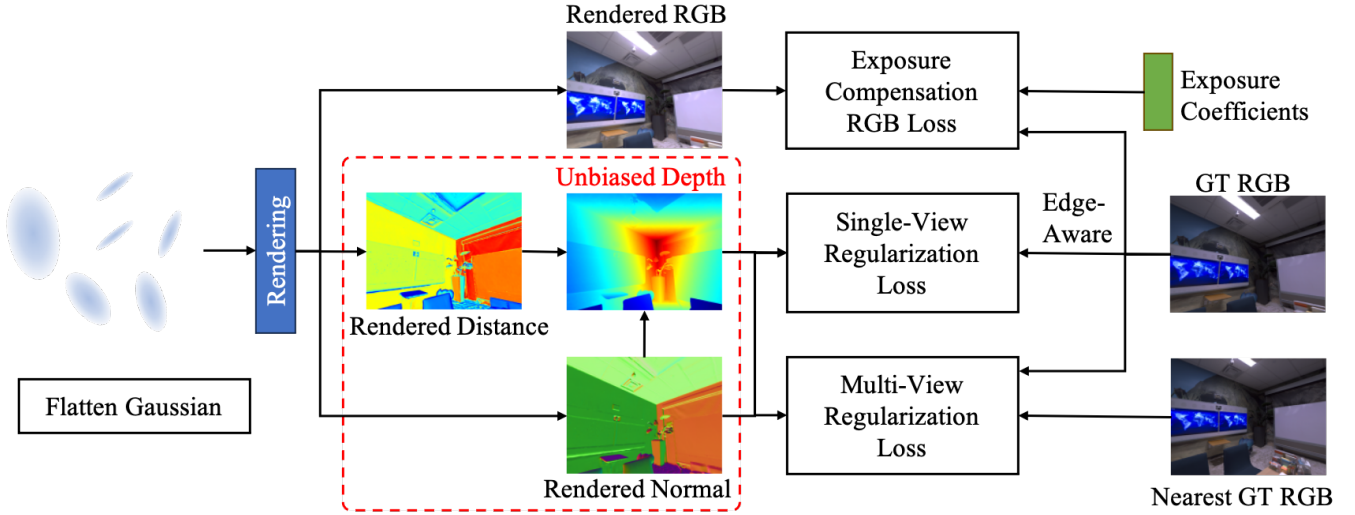 Rendered RGB
Exposure
Compensation
RGB Loss
Exposure
Coefficients
Rendering
Unbiased Depth
Rendered Distance
Single-View
Regularization
Loss
Edge-
Aware
GT RGB
Flatten Gaussian
Rendered Normal
Multi-View
Regularization
Loss
Nearest GT RGB